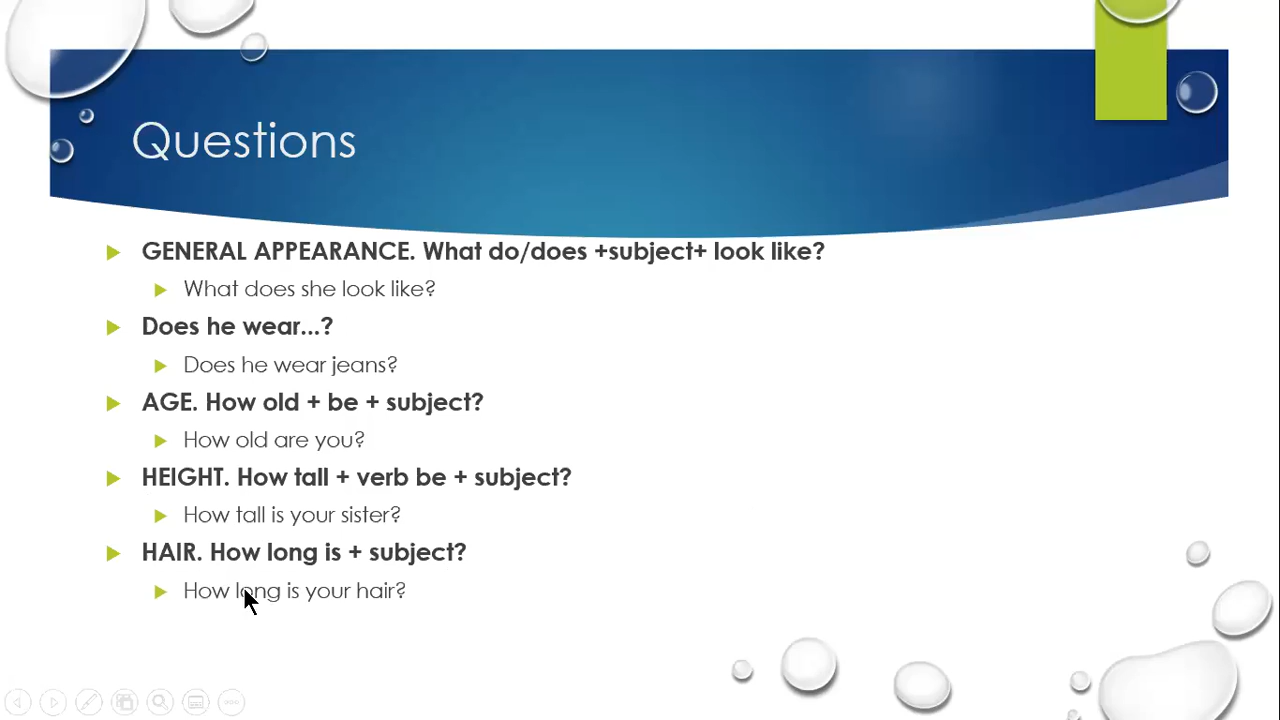 Questions
GENERAL APPEARANCE. What do/does +subject+ look like?
What does she look like?
Does he wear...?
Does he wear jeans?
AGE. How old + be + subject?
How old are you?
HEIGHT. How tall + verb be + subject?
How tall is your sister?
HAIR. How long is + subject?
How long is your hair?